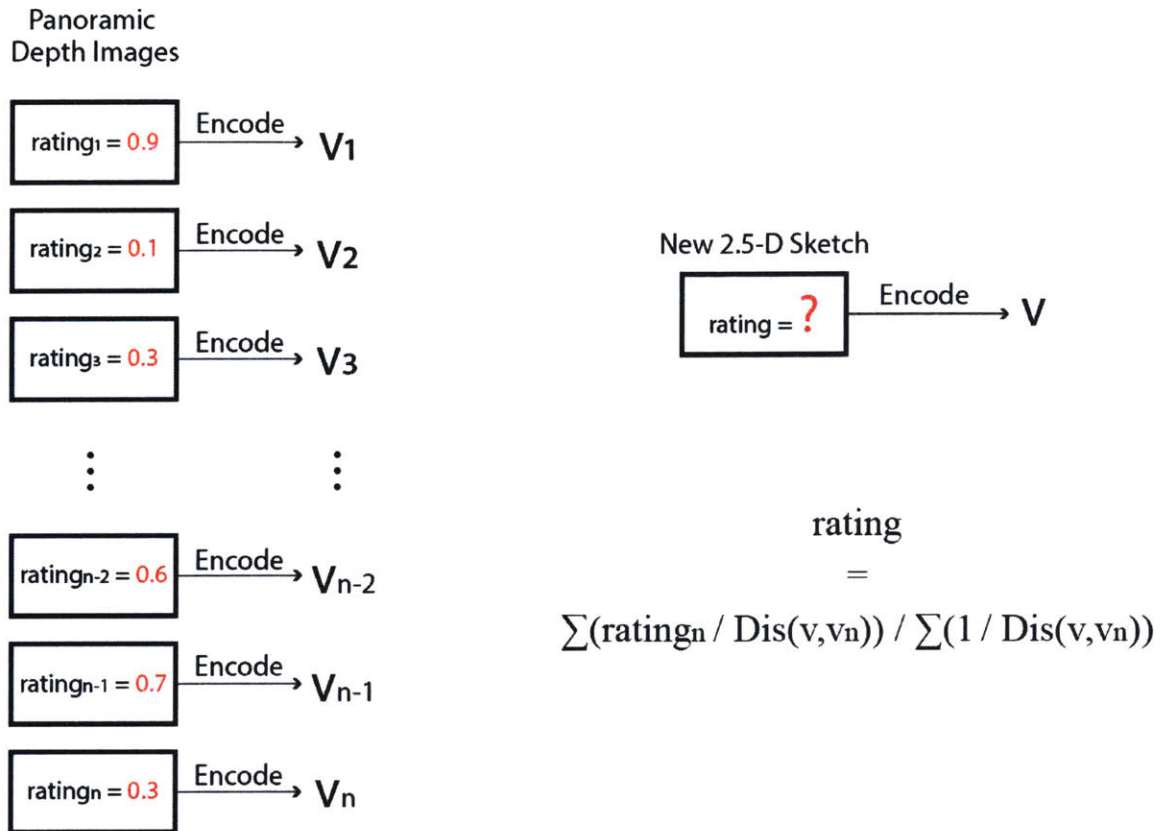 Panoramic
Depth Images
rating₁ = 0.9
Encode
V1
rating₂ = 0.1
Encode
V2
rating₃ = 0.3
Encode
V3
⋮
⋮
ratingn-2 = 0.6
Encode
Vn-2
ratingn-1 = 0.7
Encode
Vn-1
ratingn = 0.3
Encode
Vn
New 2.5-D Sketch
rating = ?
Encode
V
rating
=
∑(ratingn / Dis(v,vn)) / ∑(1 / Dis(v,vn))